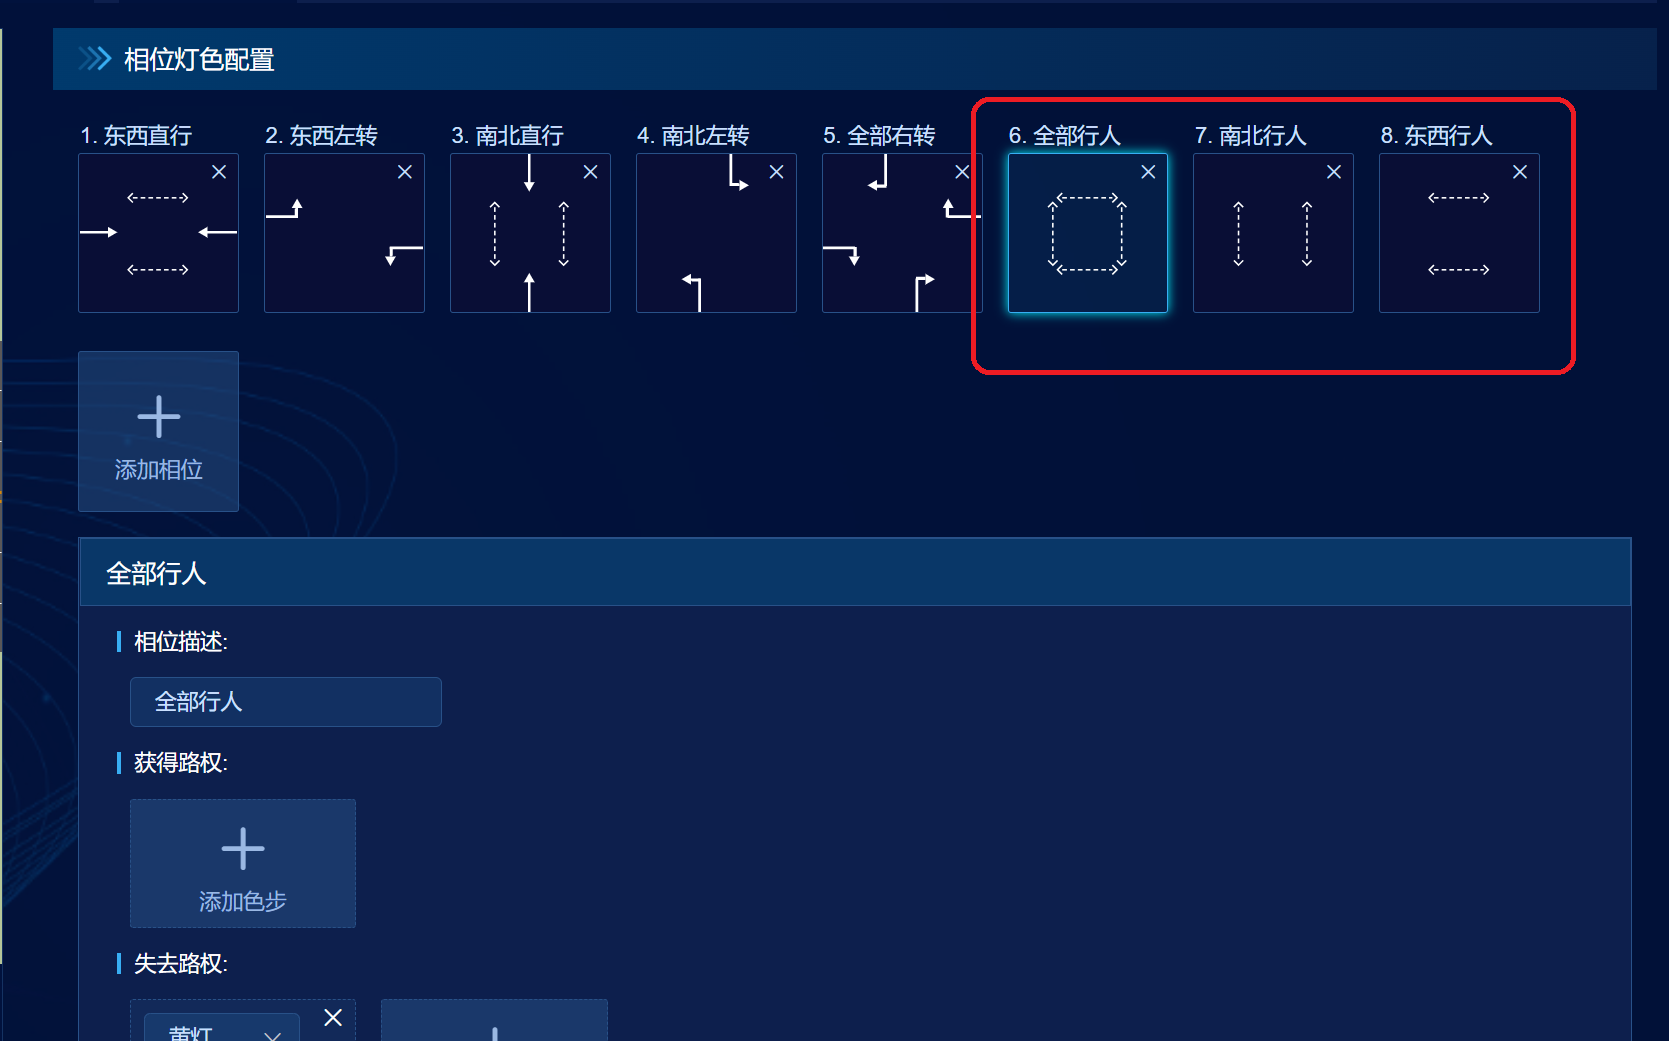 相位灯色配置
1. 东西直行
2. 东西左转
3. 南北直行
4. 南北左转
5. 全部右转
6. 全部行人
7. 南北行人
8. 东西行人
添加相位
全部行人
相位描述:
全部行人
获得路权:
添加色步
失去路权:
黄灯